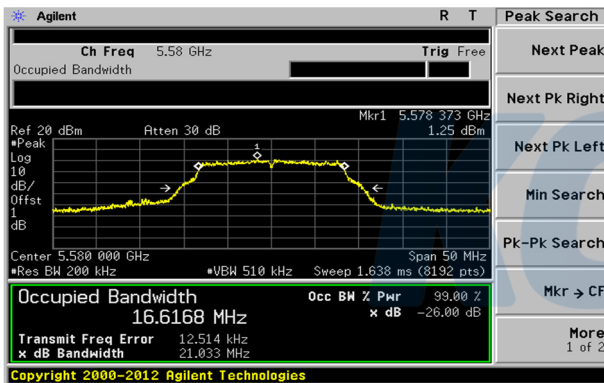 Agilent R T Peak Search
Ch Freq 5.58 GHz Trig Free
Occupied Bandwidth
Next Peak
Next Pk Right
Mkr1 5.578 373 GHz
Ref 20 dBm Atten 30 dB 1.25 dBm
#Peak
Log
10
dB/
Offst
1
dB
1
Next Pk Left
Min Search
Pk-Pk Search
Center 5.580 000 GHz Span 50 MHz
#Res BW 200 kHz #VBW 510 kHz Sweep 1.638 ms (8192 pts)
Occupied Bandwidth Occ BW % Pwr 99.00 %
16.6168 MHz x dB -26.00 dB
Transmit Freq Error 12.514 kHz
x dB Bandwidth 21.033 MHz
Mkr → CF
More
1 of 2
Copyright 2000-2012 Agilent Technologies